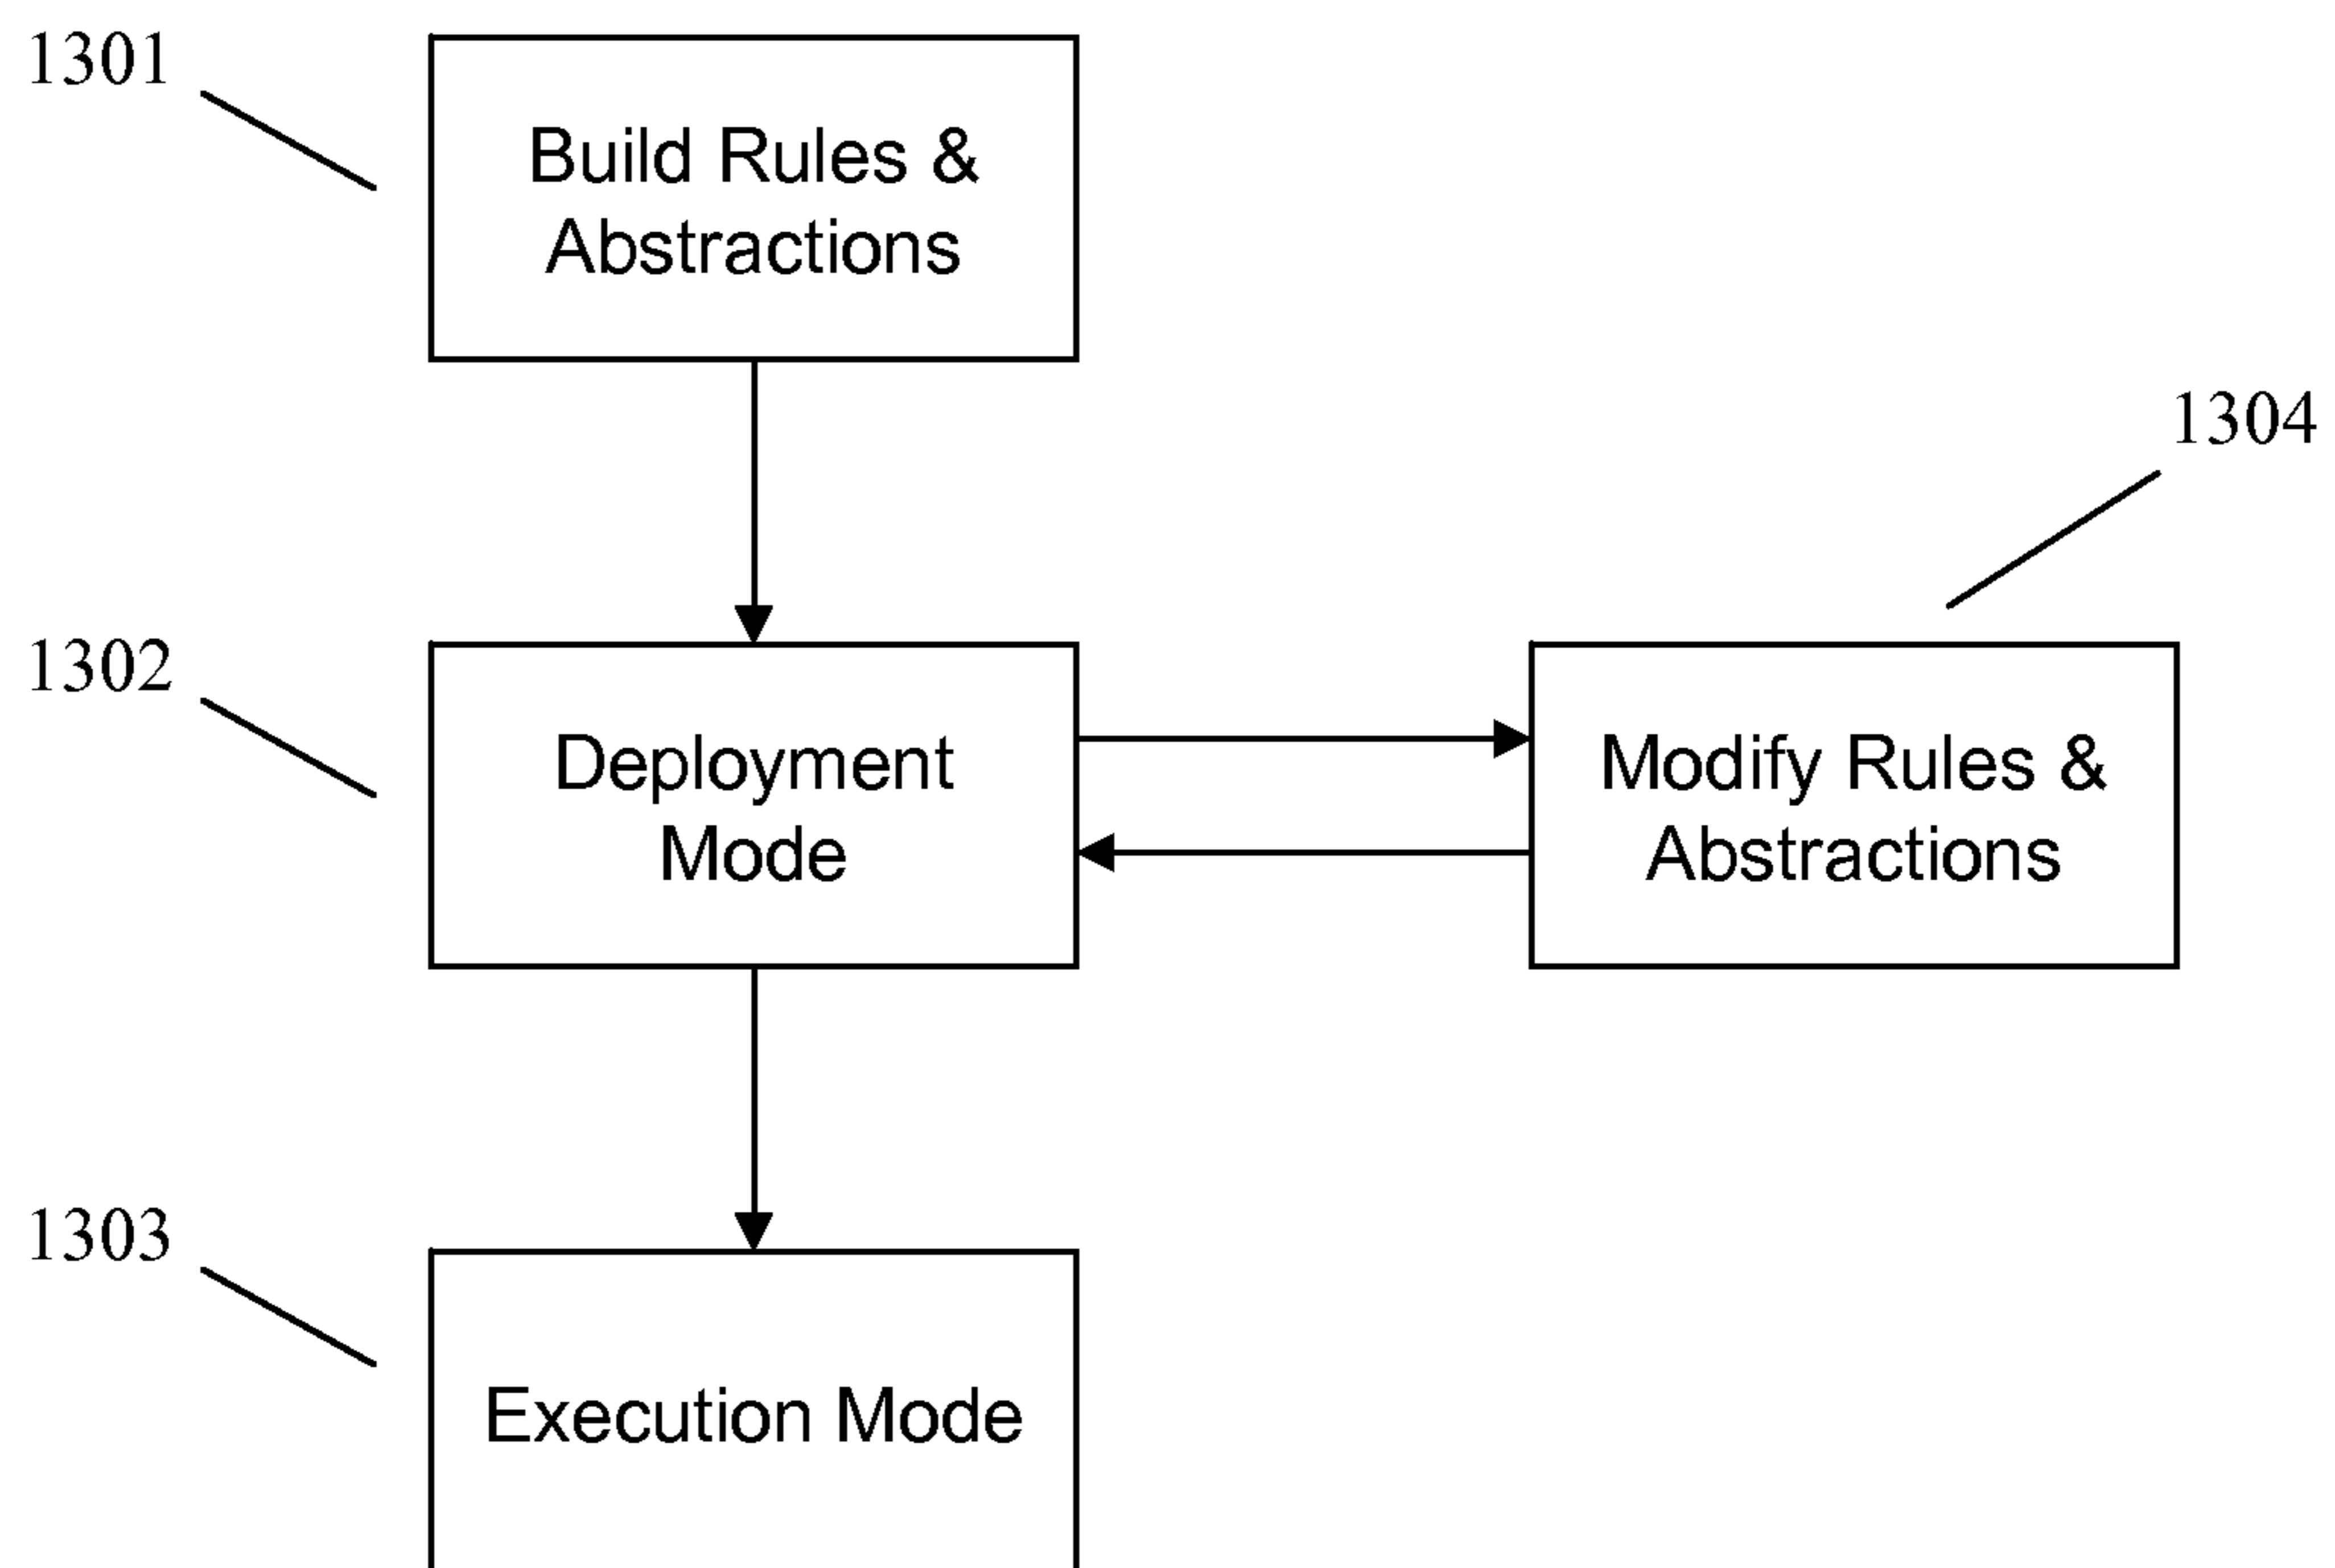 1301
Build Rules &
Abstractions
1304
1302
Deployment
Mode
Modify Rules &
Abstractions
1303
Execution Mode